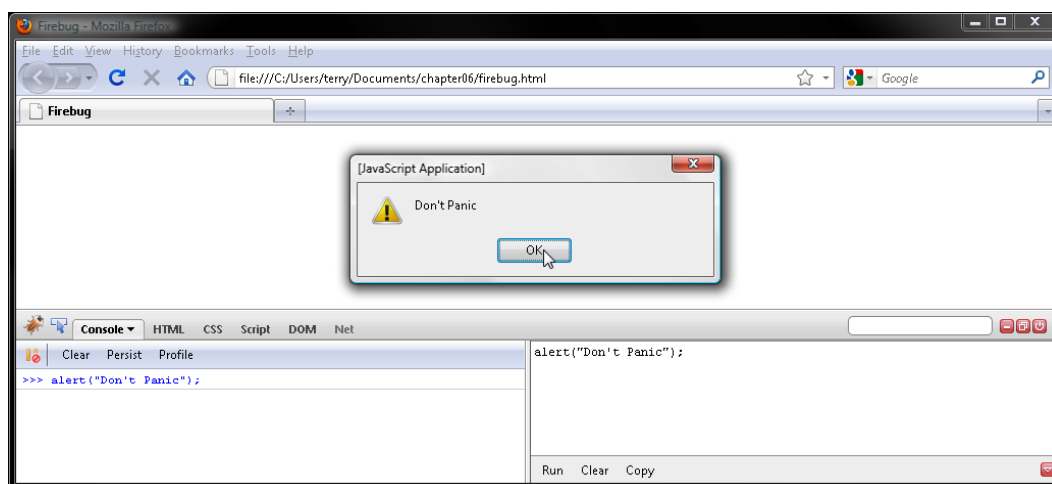 Firebug - Mozilla Firefox
File Edit View History Bookmarks Tools Help
file:///C:/Users/terry/Documents/chapter06/firebug.html
Google
Firebug
[JavaScript Application]
Don't Panic
OK
Console HTML CSS Script DOM Net
Clear Persist Profile
>>> alert("Don't Panic");
alert("Don't Panic");
Run Clear Copy